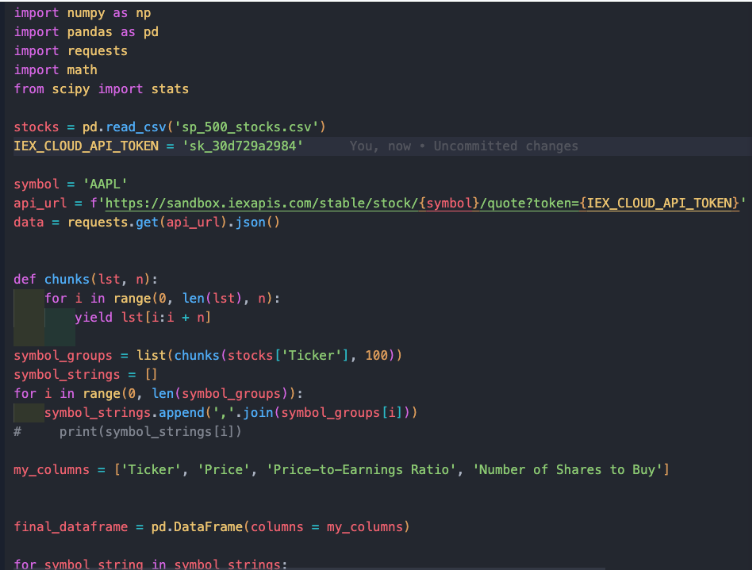 import numpy as np
import pandas as pd
import requests
import math
from scipy import stats
stocks = pd.read_csv('sp_500_stocks.csv')
IEX_CLOUD_API_TOKEN = 'sk_30d729a2984' You, now • Uncommitted changes
symbol = 'AAPL'
api_url = f'https://sandbox.iexapis.com/stable/stock/{symbol}/quote?token={IEX_CLOUD_API_TOKEN}'
data = requests.get(api_url).json()
def chunks(lst, n):
    for i in range(0, len(lst), n):
        yield lst[i:i + n]
symbol_groups = list(chunks(stocks['Ticker'], 100))
symbol_strings = []
for i in range(0, len(symbol_groups)):
    symbol_strings.append(','.join(symbol_groups[i]))
#     print(symbol_strings[i])
my_columns = ['Ticker', 'Price', 'Price-to-Earnings Ratio', 'Number of Shares to Buy']
final_dataframe = pd.DataFrame(columns = my_columns)
for symbol_string in symbol_strings: